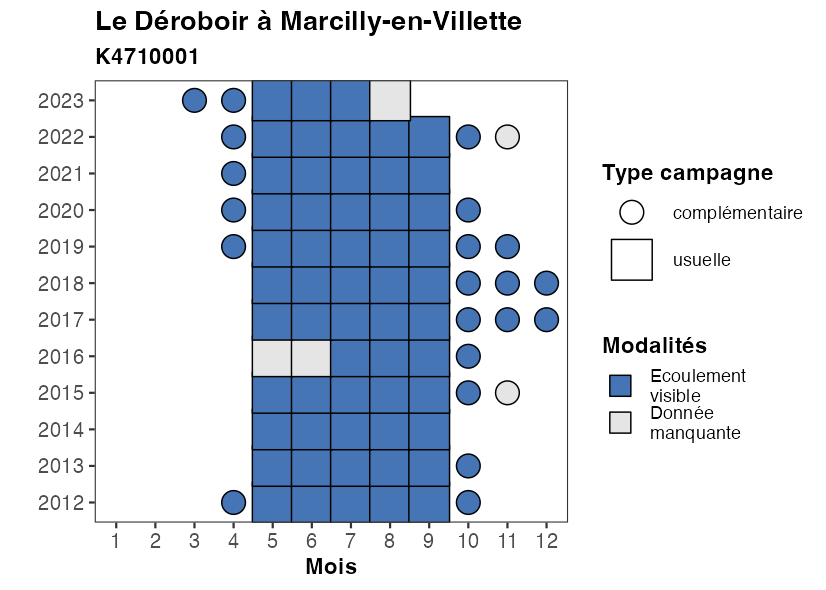 Le Déroboir à Marcilly-en-Villette
K4710001
2023
2022
2021
2020
2019
2018
2017
2016
2015
2014
2013
2012
1 2 3 4 5 6 7 8 9 10 11 12
Mois
Type campagne
complémentaire
usuelle
Modalités
Ecoulement
visible
Donnée
manquante